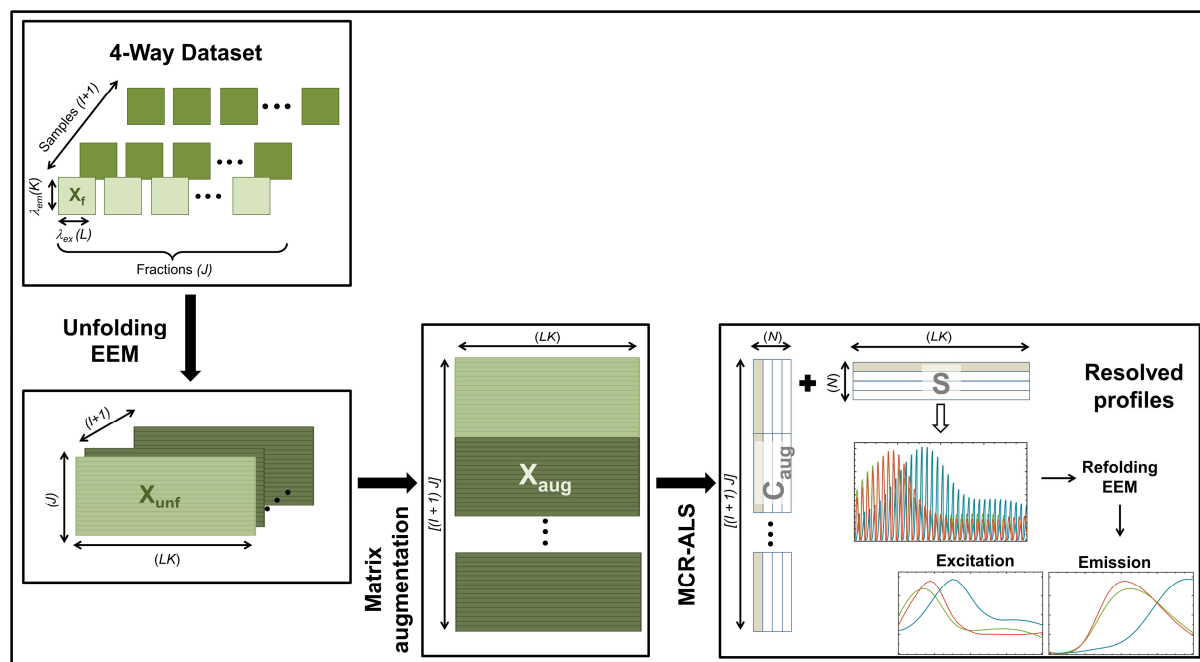 4-Way Dataset
Samples (I+1)
λem(K)
Xf
λex (L)
Fractions (J)
Unfolding
EEM
(I+1)
(J)
Xunf
(LK)
Matrix
augmentation
(LK)
[(I + 1) J]
Xaug
MCR-ALS
(N)
[(I + 1) J]
Caug
+
(LK)
(N)
S
Resolved
profiles
Refolding
EEM
Excitation
Emission